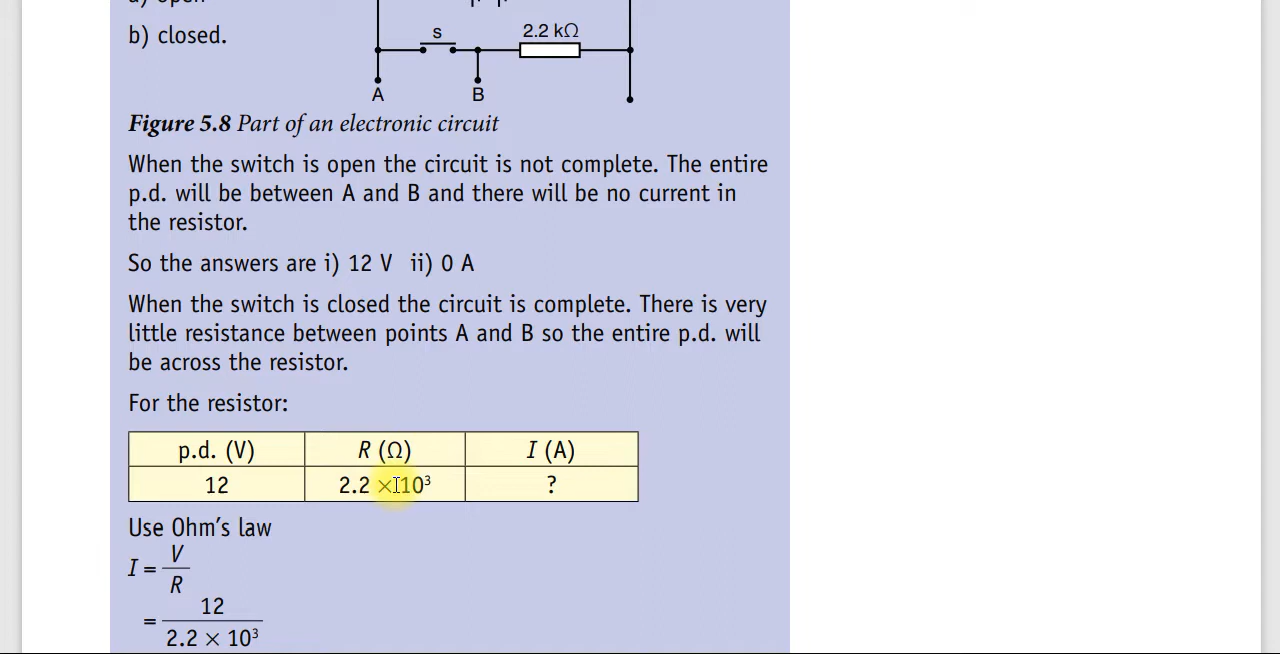 a) open
b) closed.
s
2.2 kΩ
A
B
Figure 5.8 Part of an electronic circuit
When the switch is open the circuit is not complete. The entire
p.d. will be between A and B and there will be no current in
the resistor.
So the answers are i) 12 V ii) 0 A
When the switch is closed the circuit is complete. There is very
little resistance between points A and B so the entire p.d. will
be across the resistor.
For the resistor:
p.d. (V) R (Ω) I (A)
12 2.2 × 10³ ?
Use Ohm's law
I = V
R
= 12
2.2 × 10³